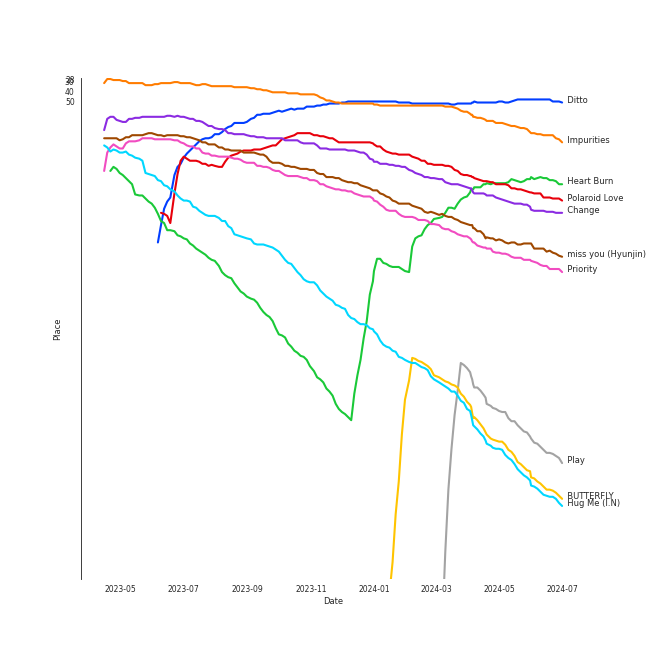 40
50
Ditto
Impurities
Heart Burn
Polaroid Love
Change
miss you (Hyunjin)
Priority
Place
Play
BUTTERFLY
Hug Me (I.N)
2023-05 2023-07 2023-09 2023-11 2024-01 2024-03 2024-05 2024-07
Date